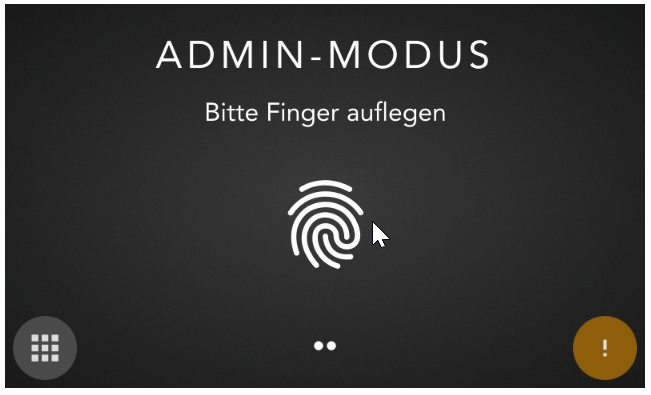 ADMIN-MODUS
Bitte Finger auflegen
!